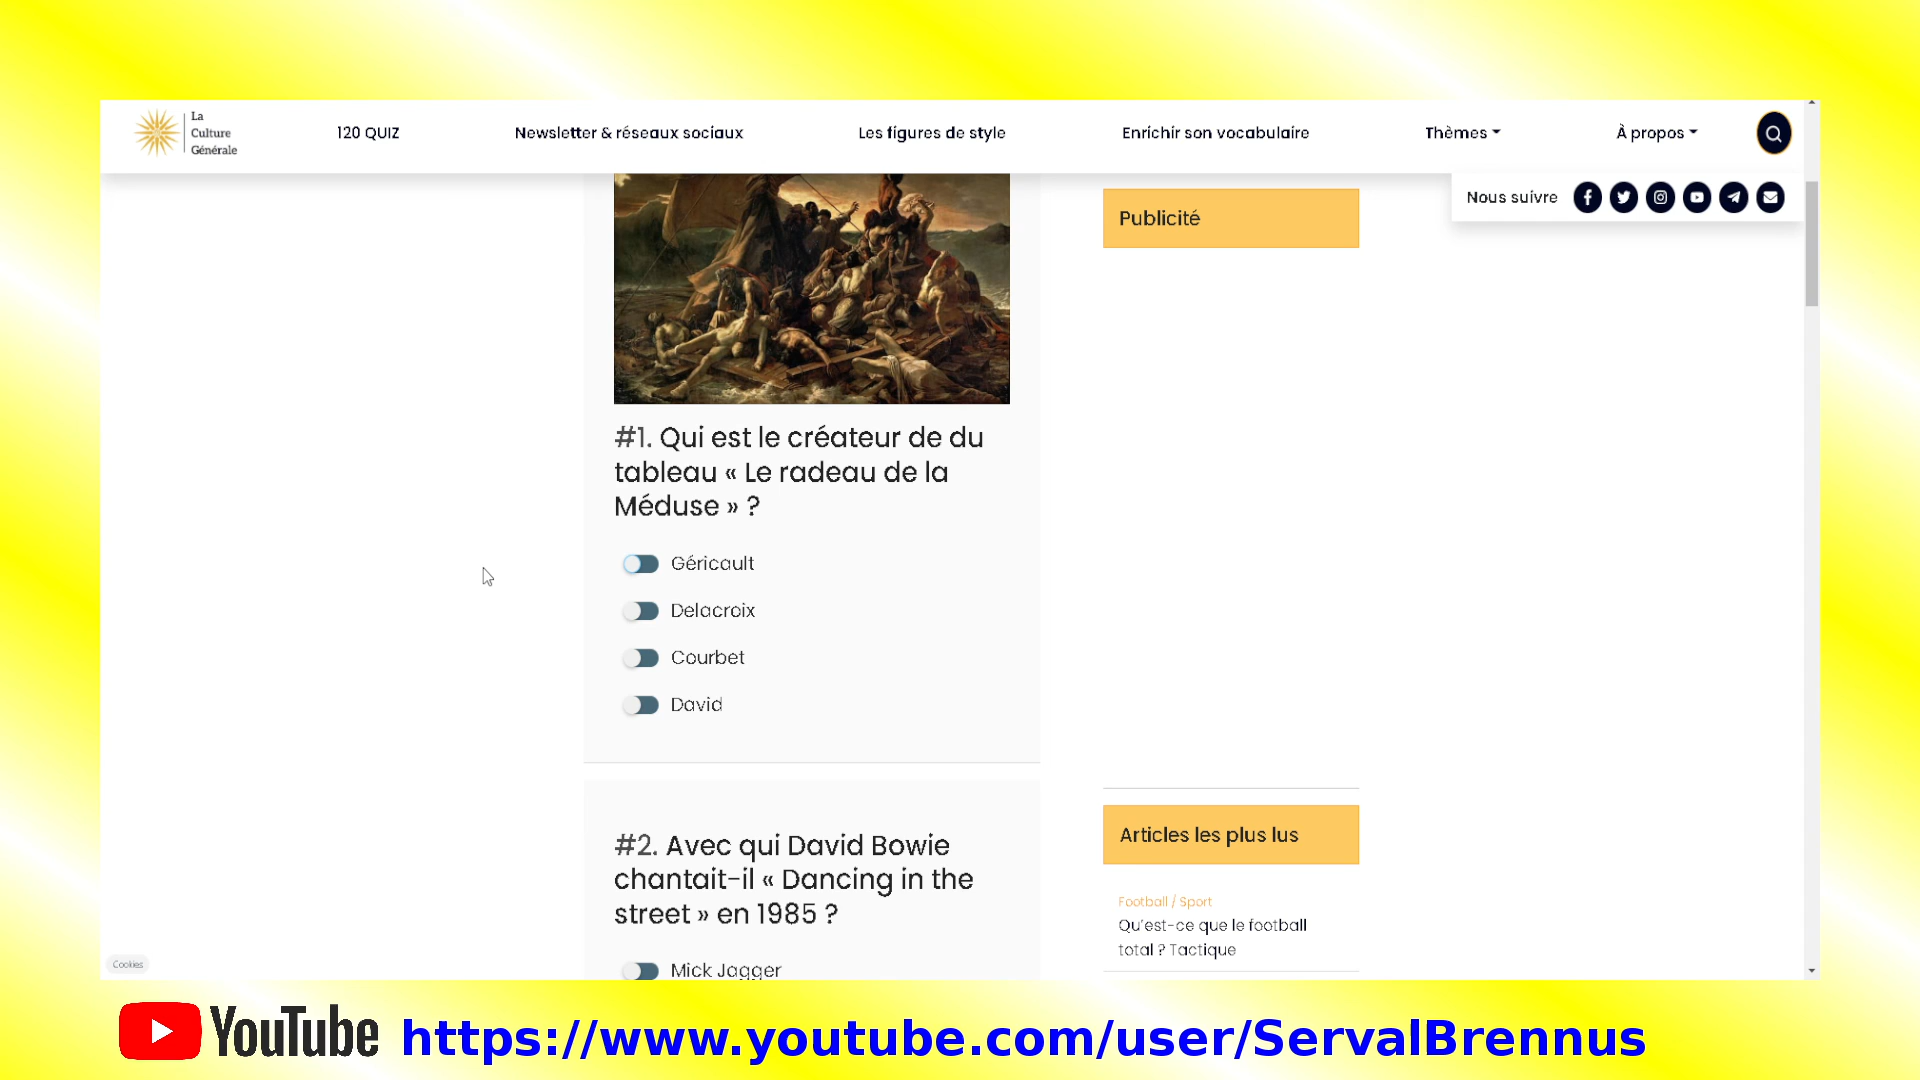 La
Culture
Générale
120 QUIZ
Newsletter & réseaux sociaux
Les figures de style
Enrichir son vocabulaire
Thèmes
À propos
Nous suivre
Publicité
#1. Qui est le créateur de du
tableau « Le radeau de la
Méduse » ?
Géricault
Delacroix
Courbet
David
#2. Avec qui David Bowie
chantait-il « Dancing in the
street » en 1985 ?
Mick Jagger
Articles les plus lus
Football / Sport
Qu'est-ce que le football
total ? Tactique
Cookies
YouTube https://www.youtube.com/user/ServalBrennus